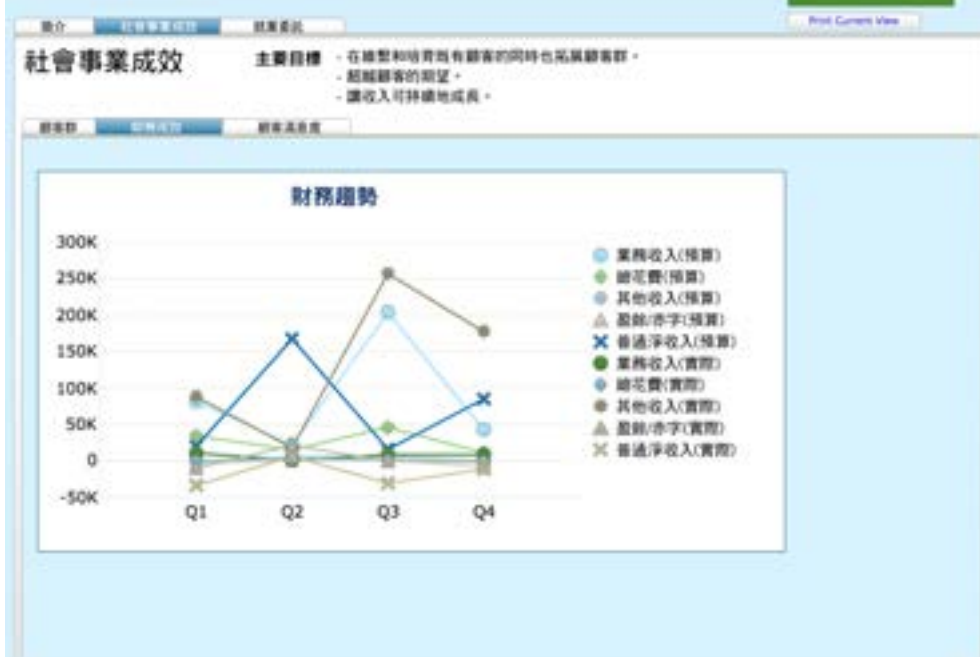 簡介 社會事業成效 就業委託
Print Current View
社會事業成效
主要目標
- 在維繫和培育既有顧客的同時也拓展顧客群。
- 超越顧客的期望。
- 讓收入可持續地成長。
顧客群 財務成效 顧客滿意度
財務趨勢
300K
250K
200K
150K
100K
50K
0
-50K
Q1 Q2 Q3 Q4
業務收入(預算)
總花費(預算)
其他收入(預算)
盈餘/赤字(預算)
普通淨收入(預算)
業務收入(實際)
總花費(實際)
其他收入(實際)
盈餘/赤字(實際)
普通淨收入(實際)